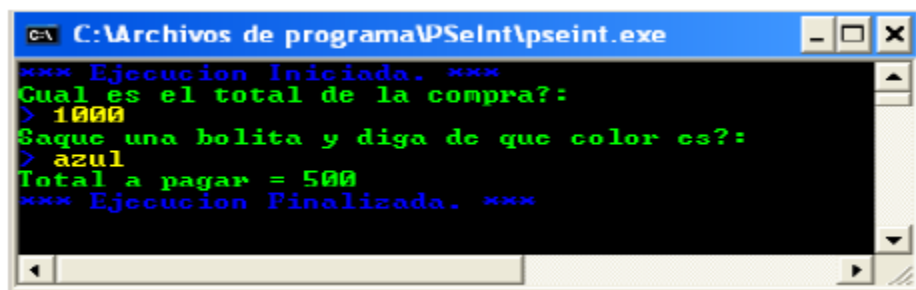 C:\Archivos de programa\PSeInt\pseint.exe
*** Ejecucion Iniciada. ***
Cual es el total de la compra?:
> 1000
Saque una bolita y diga de que color es?:
> azul
Total a pagar = 500
*** Ejecucion Finalizada. ***